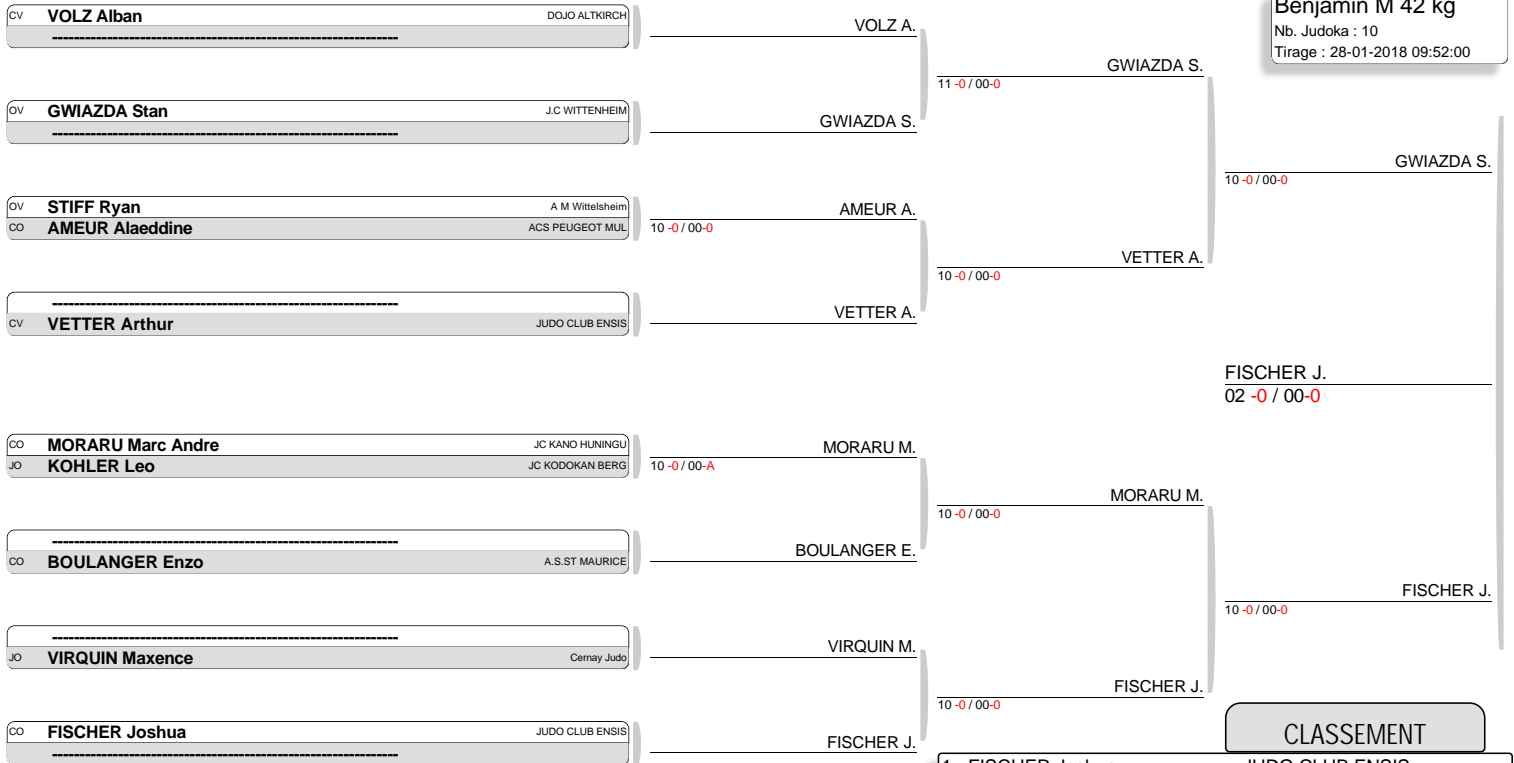 Benjamin M 42 kg
Nb. Judoka : 10
Tirage : 28-01-2018 09:52:00
CV VOLZ Alban DOJO ALTKIRCH
---------------------------------------------------------------
OV GWIAZDA Stan J.C WITTENHEIM
---------------------------------------------------------------
OV STIFF Ryan A M Wittelsheim
CO AMEUR Alaeddine ACS PEUGEOT MUL
---------------------------------------------------------------
CV VETTER Arthur JUDO CLUB ENSIS
CO MORARU Marc Andre JC KANO HUNINGU
JO KOHLER Leo JC KODOKAN BERG
---------------------------------------------------------------
CO BOULANGER Enzo A.S.ST MAURICE
---------------------------------------------------------------
JO VIRQUIN Maxence Cernay Judo
CO FISCHER Joshua JUDO CLUB ENSIS
---------------------------------------------------------------
VOLZ A.
GWIAZDA S.
AMEUR A.
10 -0 / 00-0
VETTER A.
MORARU M.
10 -0 / 00-A
BOULANGER E.
VIRQUIN M.
FISCHER J.
GWIAZDA S.
11 -0 / 00-0
VETTER A.
10 -0 / 00-0
MORARU M.
10 -0 / 00-0
FISCHER J.
10 -0 / 00-0
GWIAZDA S.
10 -0 / 00-0
FISCHER J.
02 -0 / 00-0
FISCHER J.
10 -0 / 00-0
CLASSEMENT
1 FISCHER Joshua JUDO CLUB ENSIS